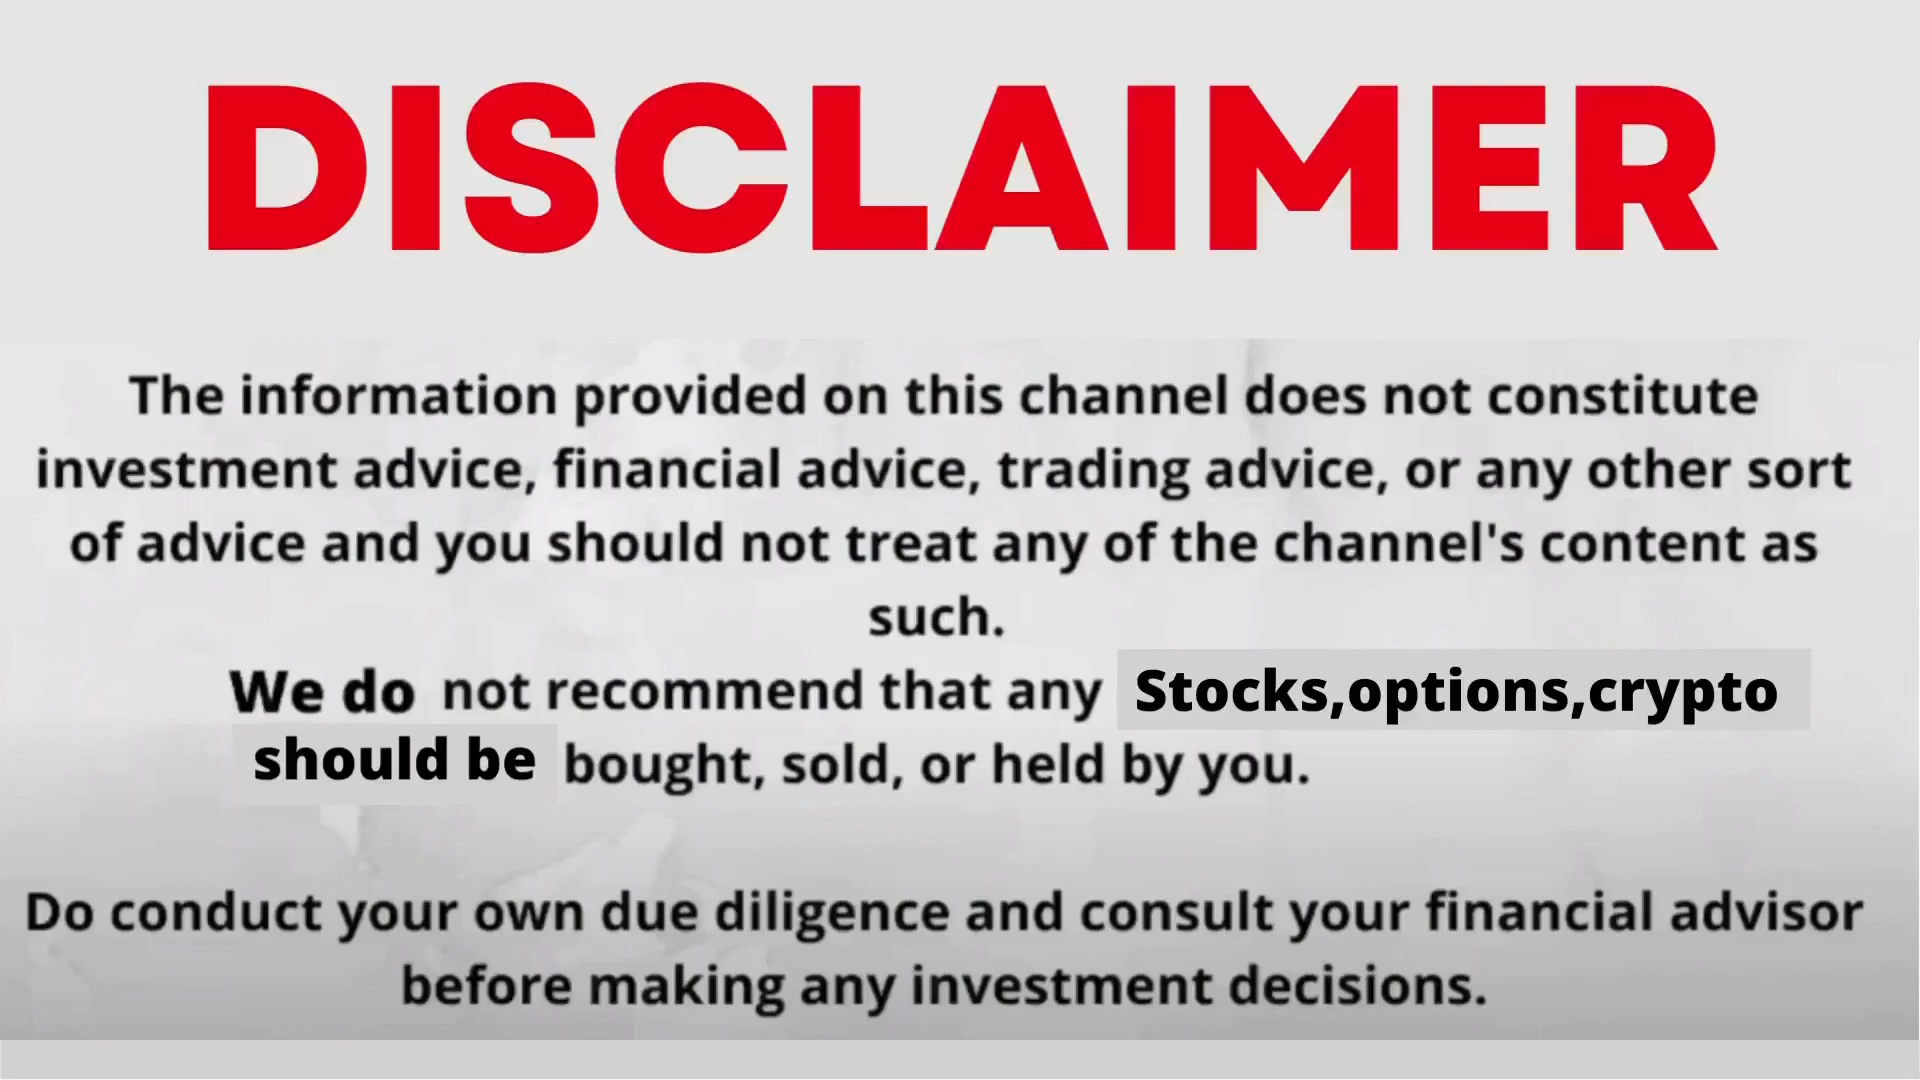 DISCLAIMER
The information provided on this channel does not constitute
investment advice, financial advice, trading advice, or any other sort
of advice and you should not treat any of the channel's content as
such.
We do not recommend that any Stocks,options,crypto
should be bought, sold, or held by you.
Do conduct your own due diligence and consult your financial advisor
before making any investment decisions.